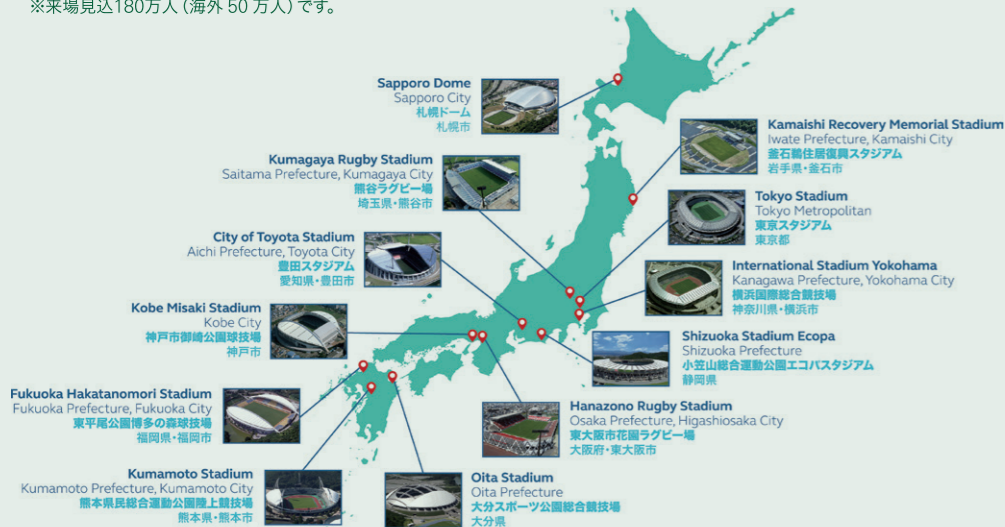 ※来場見込180万人（海外 50 万人）です。
Sapporo Dome
Sapporo City
札幌ドーム
札幌市
Kamaishi Recovery Memorial Stadium
Iwate Prefecture, Kamaishi City
釜石鵜住居復興スタジアム
岩手県・釜石市
Kumagaya Rugby Stadium
Saitama Prefecture, Kumagaya City
熊谷ラグビー場
埼玉県・熊谷市
Tokyo Stadium
Tokyo Metropolitan
東京スタジアム
東京都
City of Toyota Stadium
Aichi Prefecture, Toyota City
豊田スタジアム
愛知県・豊田市
International Stadium Yokohama
Kanagawa Prefecture, Yokohama City
横浜国際総合競技場
神奈川県・横浜市
Kobe Misaki Stadium
Kobe City
神戸市御崎公園球技場
神戸市
Shizuoka Stadium Ecopa
Shizuoka Prefecture
小笠山総合運動公園エコパスタジアム
静岡県
Fukuoka Hakatanomori Stadium
Fukuoka Prefecture, Fukuoka City
東平尾公園博多の森球技場
福岡県・福岡市
Hanazono Rugby Stadium
Osaka Prefecture, Higashiosaka City
東大阪市花園ラグビー場
大阪府・東大阪市
Kumamoto Stadium
Kumamoto Prefecture, Kumamoto City
熊本県民総合運動公園陸上競技場
熊本県・熊本市
Oita Stadium
Oita Prefecture
大分スポーツ公園総合競技場
大分県